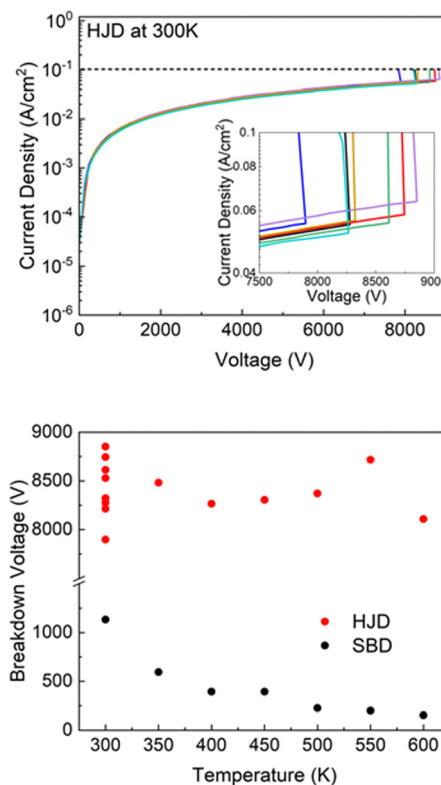 HJD at 300K
10⁰
10⁻¹
10⁻²
10⁻³
10⁻⁴
10⁻⁵
10⁻⁶
Current Density (A/cm²)
0 2000 4000 6000 8000
Voltage (V)
0.1
0.08
0.06
0.04
Current Density (A/cm²)
7500 8000 8500
Voltage (V)
9000
8500
8000
1000
500
0
Breakdown Voltage (V)
HJD
SBD
300 350 400 450 500 550 600
Temperature (K)